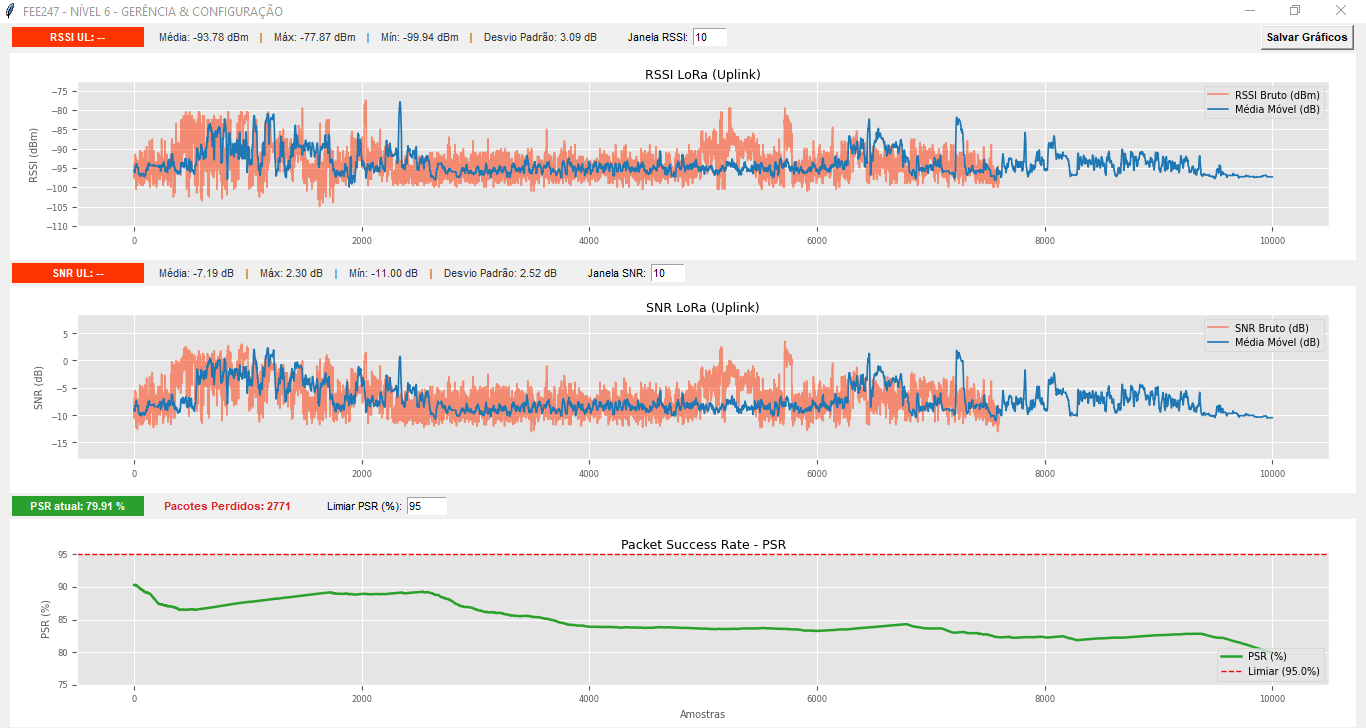 FEE247 - NÍVEL 6 - GERÊNCIA & CONFIGURAÇÃO
RSSI UL: -- Média: -93.78 dBm | Máx: -77.87 dBm | Mín: -99.94 dBm | Desvio Padrão: 3.09 dB Janela RSSI: 10 Salvar Gráficos
RSSI LoRa (Uplink)
RSSI (dBm)
−75
−80
−85
−90
−95
−100
−105
−110
RSSI Bruto (dBm)
Média Móvel (dB)
0 2000 4000 6000 8000 10000
SNR UL: -- Média: -7.19 dB | Máx: 2.30 dB | Mín: -11.00 dB | Desvio Padrão: 2.52 dB Janela SNR: 10
SNR LoRa (Uplink)
SNR (dB)
5
0
−5
−10
−15
SNR Bruto (dB)
Média Móvel (dB)
0 2000 4000 6000 8000 10000
PSR atual: 79.91 % Pacotes Perdidos: 2771 Limiar PSR (%): 95
Packet Success Rate - PSR
PSR (%)
95
90
85
80
75
PSR (%)
Limiar (95.0%)
0 2000 4000 6000 8000 10000
Amostras